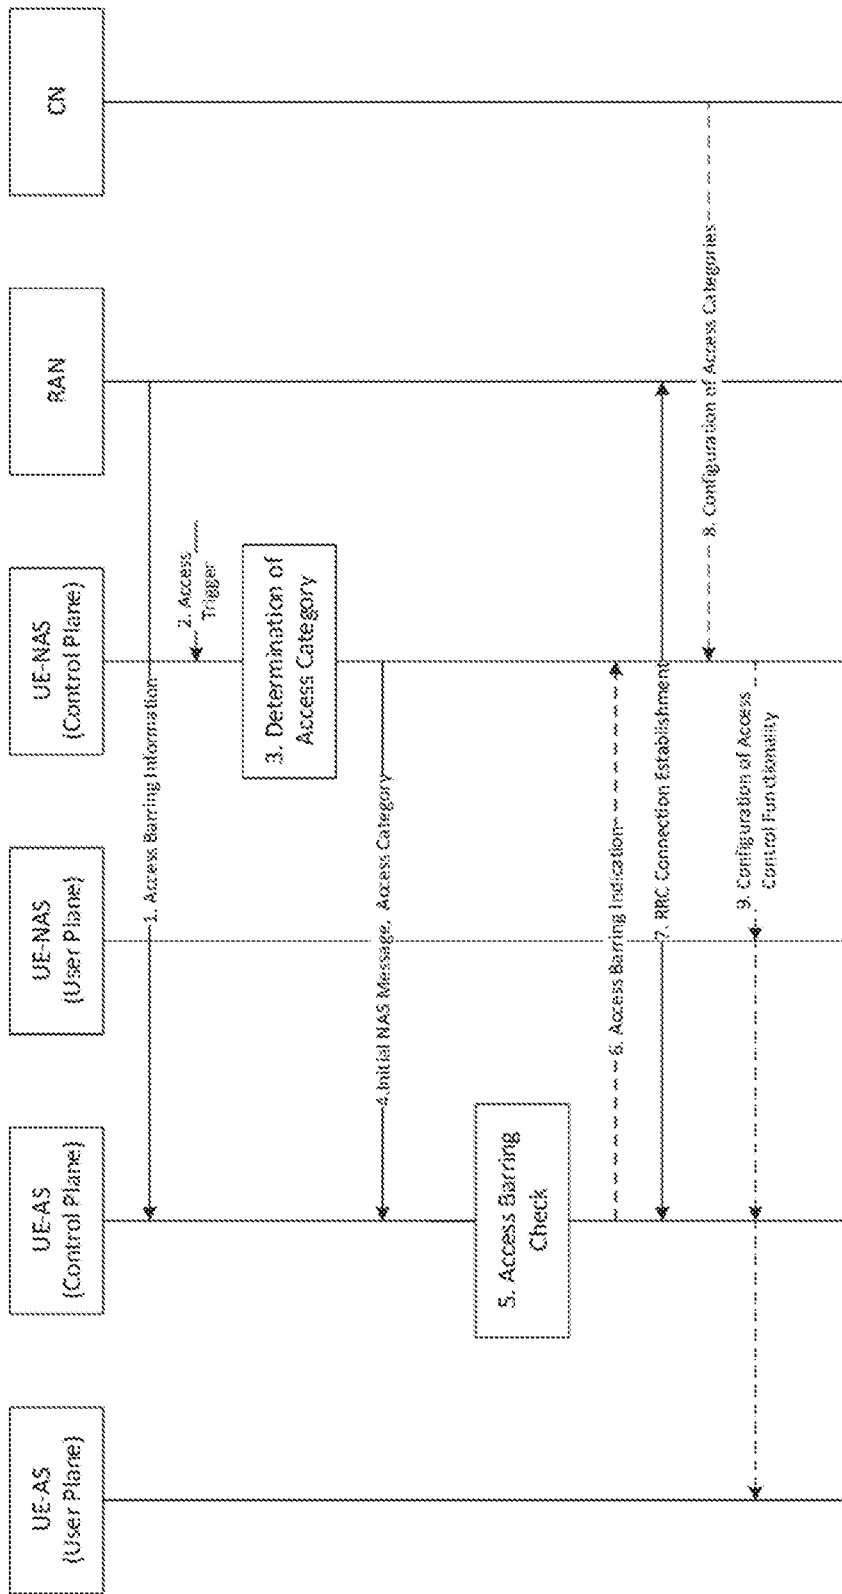 UE-AS
(User Plane)
UE-AS
(Control Plane)
UE-NAS
(User Plane)
UE-NAS
(Control Plane)
RAN
CN
1. Access Barring Information
2. Access
Trigger
3. Determination of
Access Category
4.Initial NAS Message, Access Category
5. Access Barring
Check
6. Access Barring Indication
7. RRC Connection Establishment
8. Configuration of Access Categories
9. Configuration of Access
Control Functionality